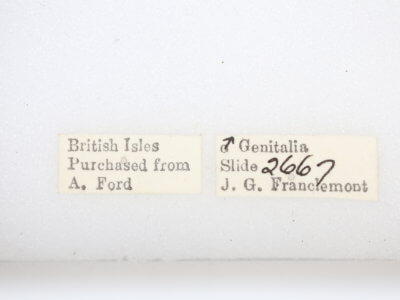 British Isles
Purchased from
A. Ford
♂ Genitalia
Slide 2667
J. G. Franclemont